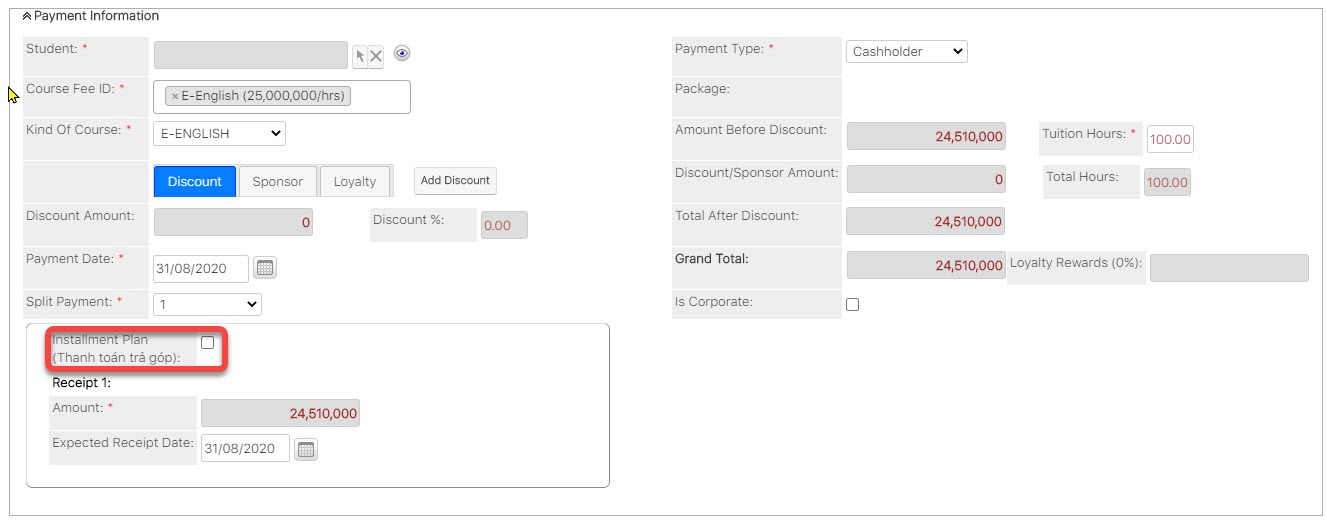 Payment Information
Student: *
Payment Type: * Cashholder
Course Fee ID: * × E-English (25,000,000/hrs)
Package:
Kind Of Course: * E-ENGLISH
Amount Before Discount: 24,510,000 Tuition Hours: * 100.00
Discount Sponsor Loyalty Add Discount
Discount/Sponsor Amount: 0 Total Hours: 100.00
Discount Amount: 0 Discount %: 0.00
Total After Discount: 24,510,000
Payment Date: * 31/08/2020
Grand Total: 24,510,000 Loyalty Rewards (0%):
Split Payment: * 1
Is Corporate:
Installment Plan
(Thanh toán trả góp):
Receipt 1:
Amount: * 24,510,000
Expected Receipt Date: 31/08/2020